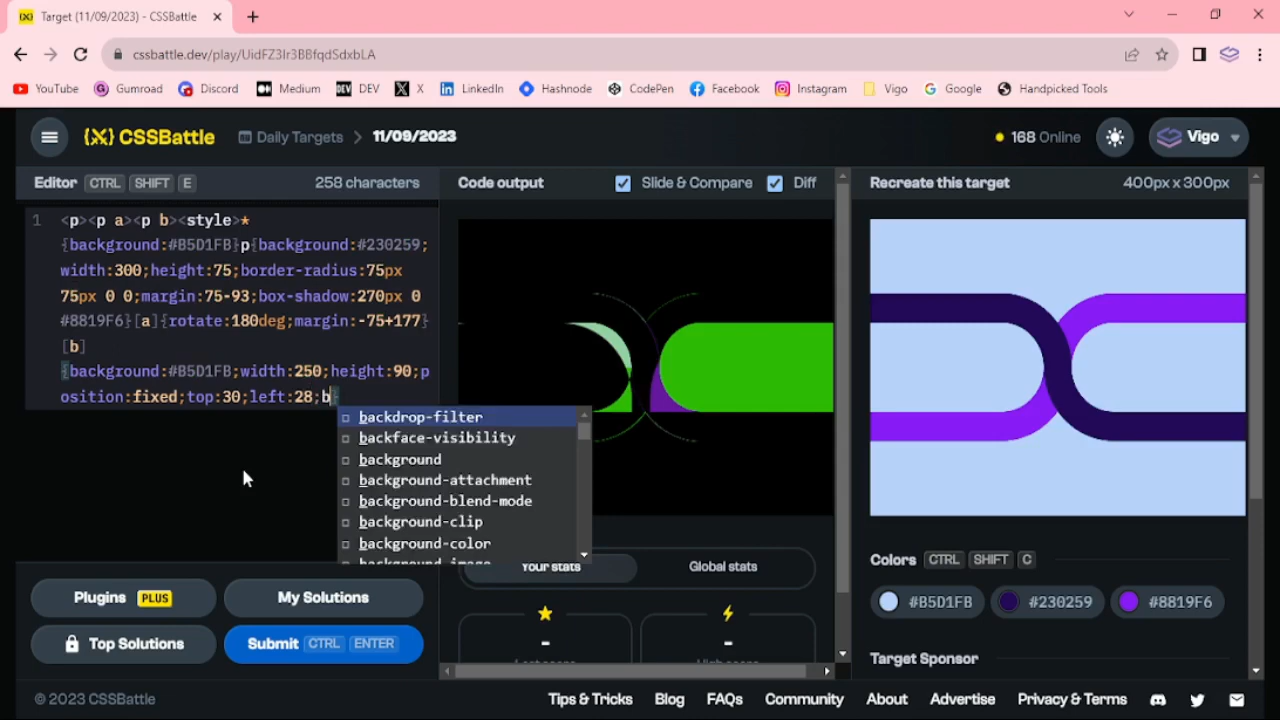 Target (11/09/2023) - CSSBattle
cssbattle.dev/play/UidFZ3Ir3BBfqdSdxbLA
YouTube Gumroad Discord Medium DEV X LinkedIn Hashnode CodePen Facebook Instagram Vigo Google Handpicked Tools
{X} CSSBattle Daily Targets > 11/09/2023 168 Online Vigo
Editor CTRL SHIFT E 258 characters
1 <p><p a><p b><style>*
{background:#B5D1FB}p{background:#230259;
width:300;height:75;border-radius:75px
75px 0 0;margin:75-93;box-shadow:270px 0
#8819F6}[a]{rotate:180deg;margin:-75+177}
[b]
{background:#B5D1FB;width:250;height:90;p
osition:fixed;top:30;left:28;b}
backdrop-filter
backface-visibility
background
background-attachment
background-blend-mode
background-clip
background-color
background-image
Plugins PLUS
My Solutions
Top Solutions
Submit CTRL ENTER
Code output Slide & Compare Diff
Your stats Global stats
-
-
Last score
High score
Recreate this target 400px x 300px
Colors CTRL SHIFT C
#B5D1FB #230259 #8819F6
Target Sponsor
© 2023 CSSBattle Tips & Tricks Blog FAQs Community About Advertise Privacy & Terms